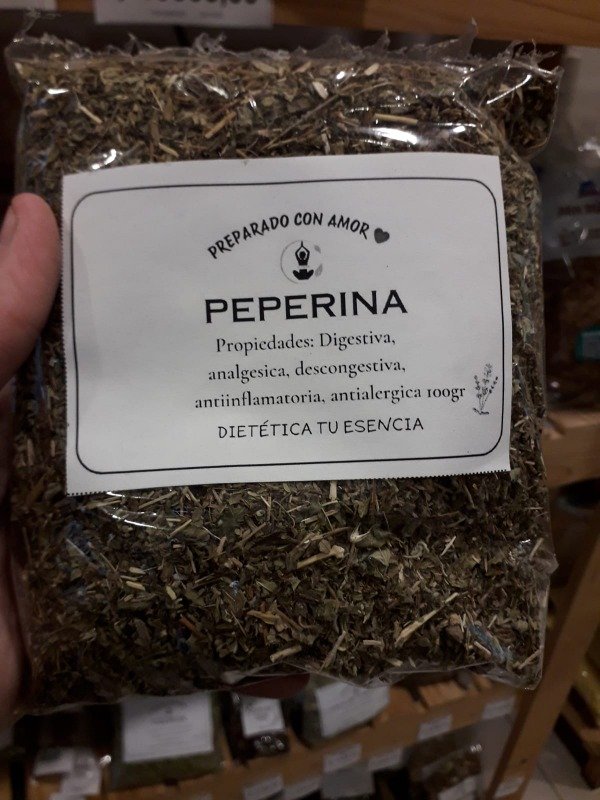 PREPARADO CON AMOR
PEPERINA
Propiedades: Digestiva,
analgesica, descongestiva,
antiinflamatoria, antialergica 100gr
DIETÉTICA TU ESENCIA